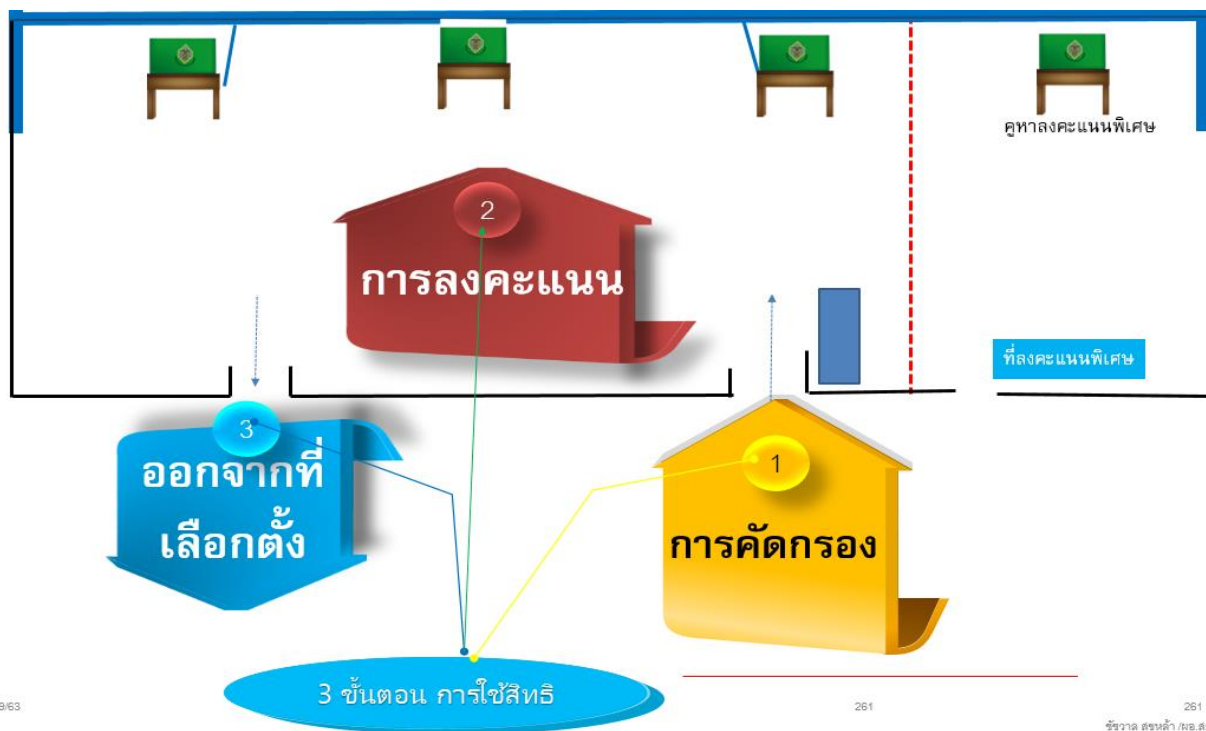 คูหาลงคะแนนพิเศษ
2
การลงคะแนน
ที่ลงคะแนนพิเศษ
3
ออกจากที่
เลือกตั้ง
1
การคัดกรอง
3 ขั้นตอน การใช้สิทธิ
9/63
261
261